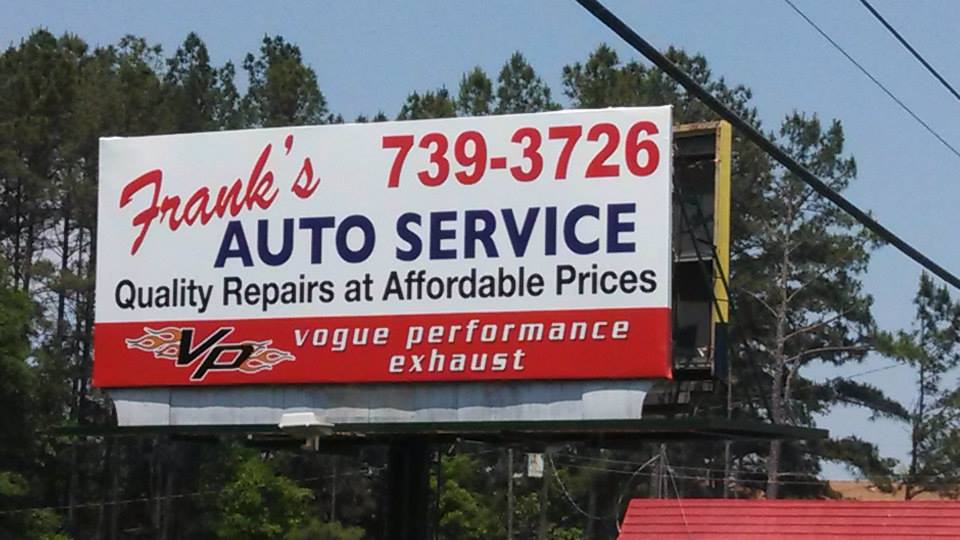 Frank's 739-3726
AUTO SERVICE
Quality Repairs at Affordable Prices
VP vogue performance
exhaust